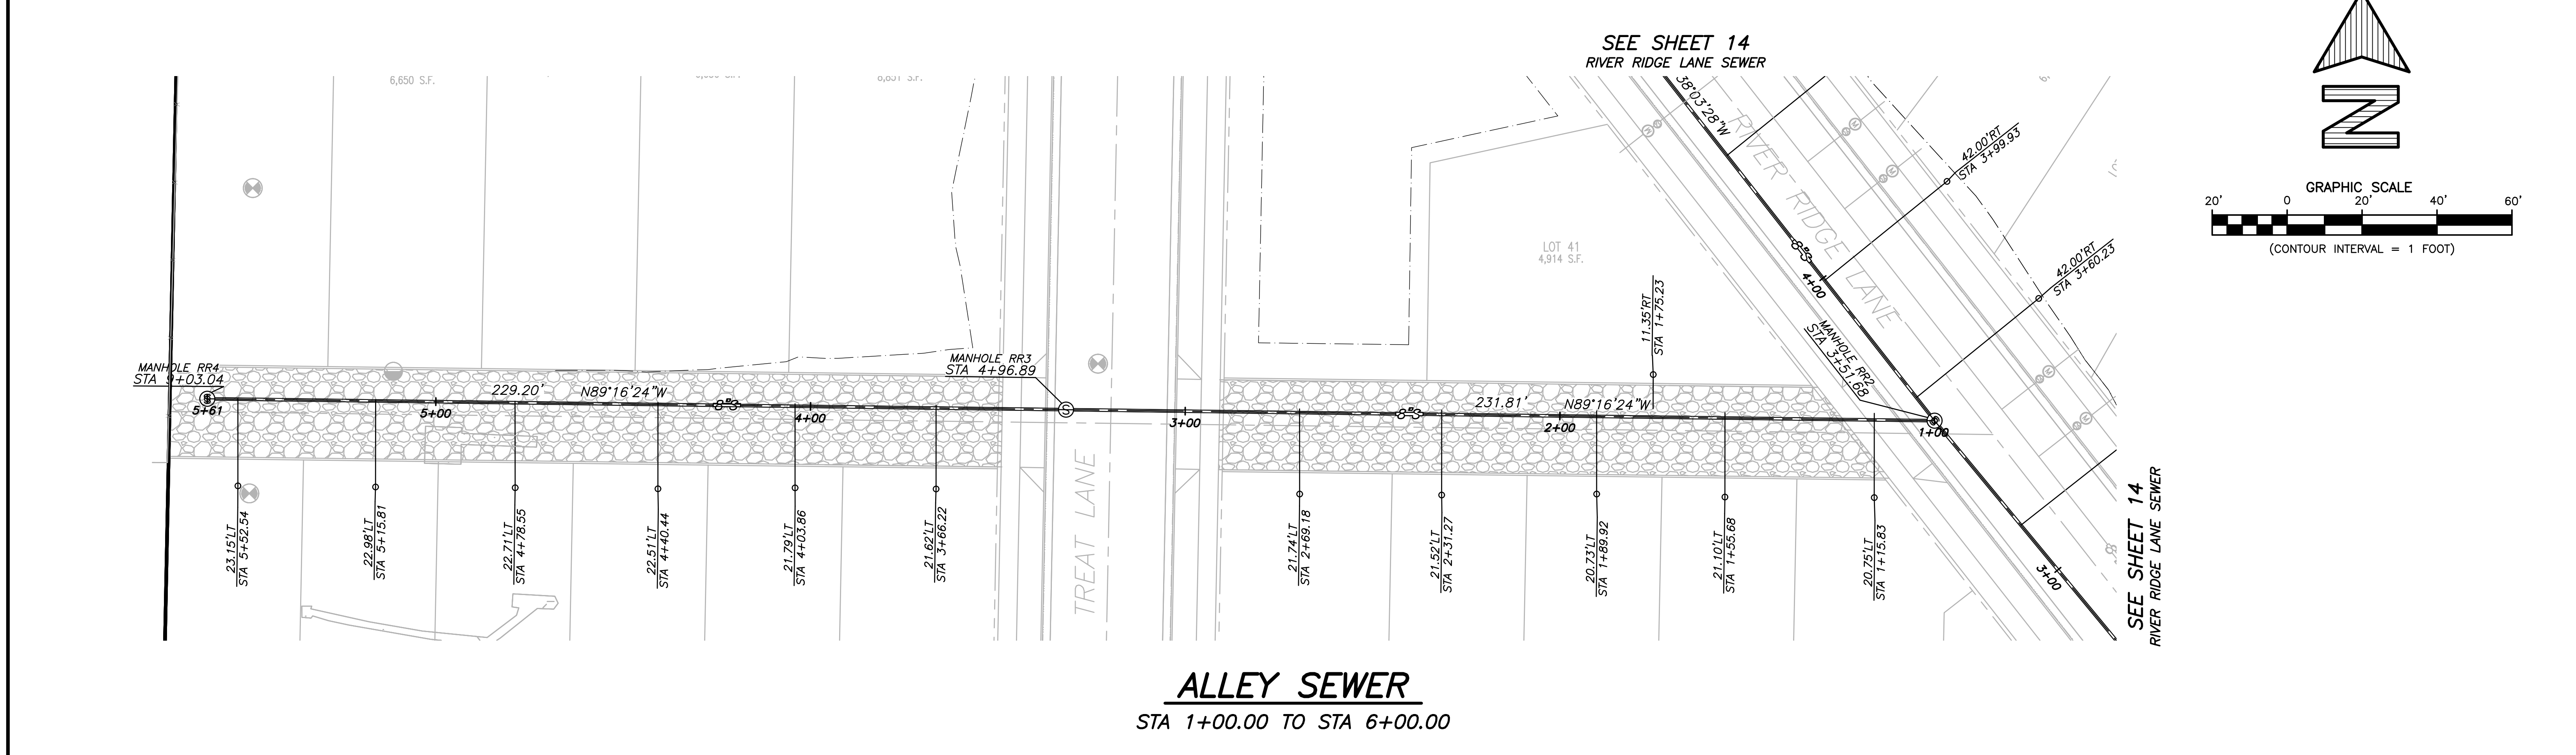 SEE SHEET 14
RIVER RIDGE LANE SEWER
6,650 S.F.
38°03'28"W
RIVER RIDGE LANE
42.00'RT
STA 3+99.93
42.00'RT
STA 3+60.23
8"S
4+00
MANHOLE RR2
STA 3+51.68
3+00
GRAPHIC SCALE
20' 0 20' 40' 60'
(CONTOUR INTERVAL = 1 FOOT)
N
LOT 41
4,914 S.F.
11.35'RT
STA 1+75.23
MANHOLE RR4
STA 9+03.04
S
5+61
5+00
229.20' N89°16'24"W
8"S
4+00
MANHOLE RR3
STA 4+96.89
S
3+00
8"S
231.81' N89°16'24"W
2+00
1+00
23.15'LT
STA 5+52.54
22.98'LT
STA 5+15.81
22.71'LT
STA 4+78.55
22.51'LT
STA 4+40.44
21.79'LT
STA 4+03.86
21.62'LT
STA 3+66.22
TREAT LANE
21.74'LT
STA 2+69.18
21.52'LT
STA 2+31.27
20.73'LT
STA 1+89.92
21.10'LT
STA 1+55.68
20.75'LT
STA 1+15.83
SEE SHEET 14
RIVER RIDGE LANE SEWER
ALLEY SEWER
STA 1+00.00 TO STA 6+00.00